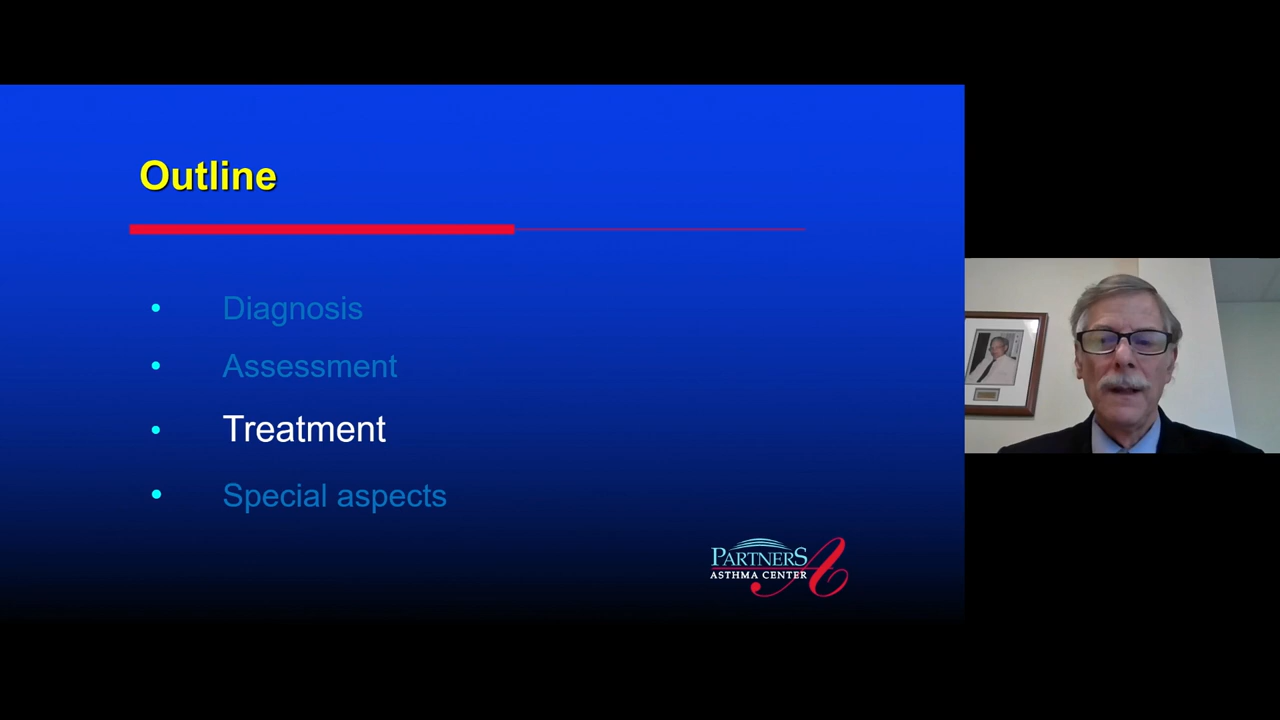 Outline
• Diagnosis
• Assessment
• Treatment
• Special aspects
PARTNERS
ASTHMA CENTER